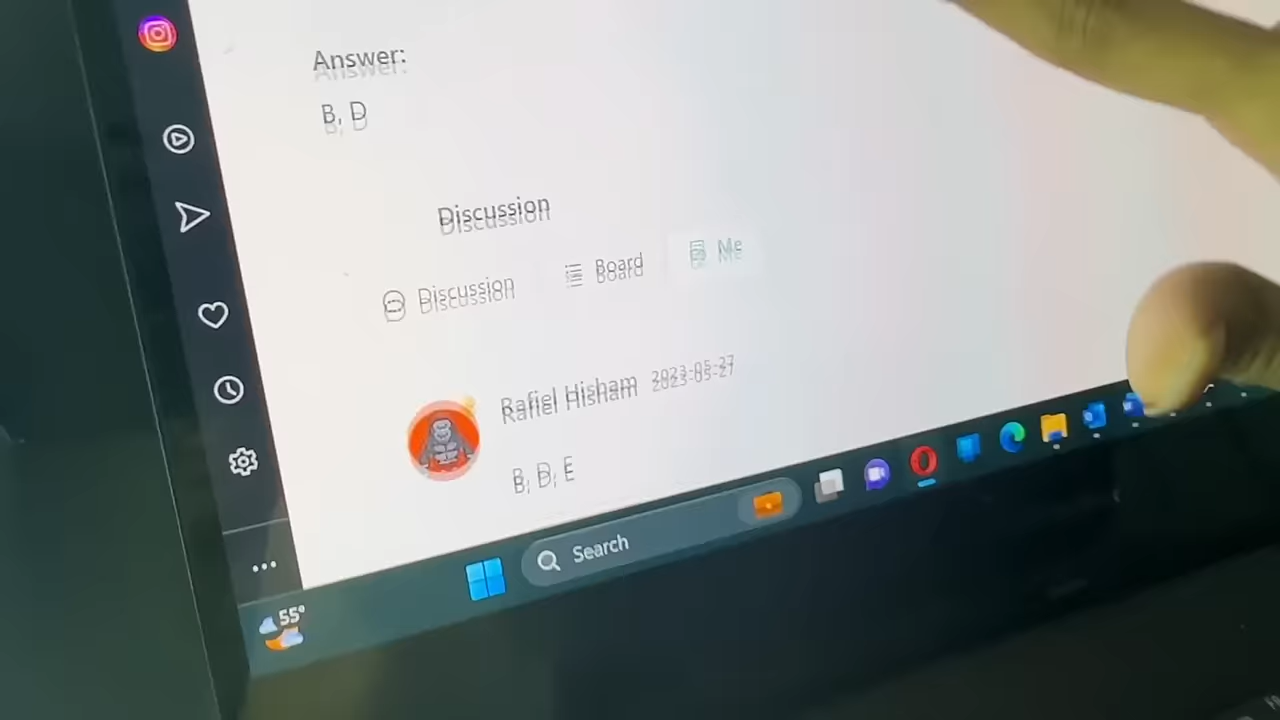 Answer:
B, D
Discussion
Discussion Board Me
Rafiel Hisham 2023-05-27
B, D, E
Search
55°